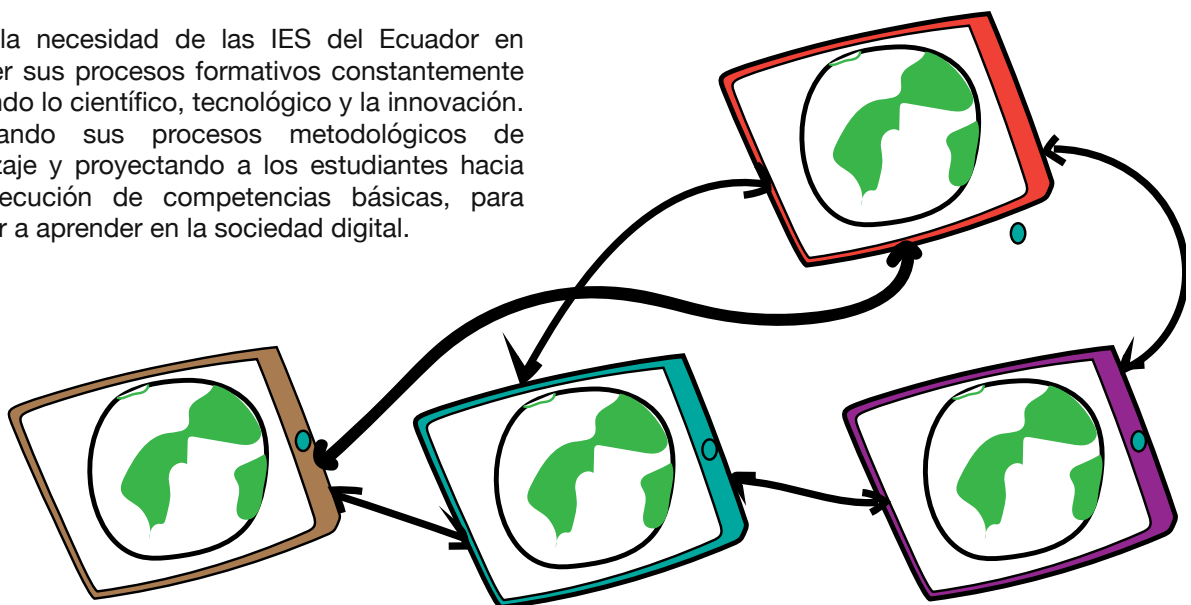 la necesidad de las IES del Ecuador en
er sus procesos formativos constantemente
ndo lo científico, tecnológico y la innovación.
ando sus procesos metodológicos de
zaje y proyectando a los estudiantes hacia
ecución de competencias básicas, para
r a aprender en la sociedad digital.